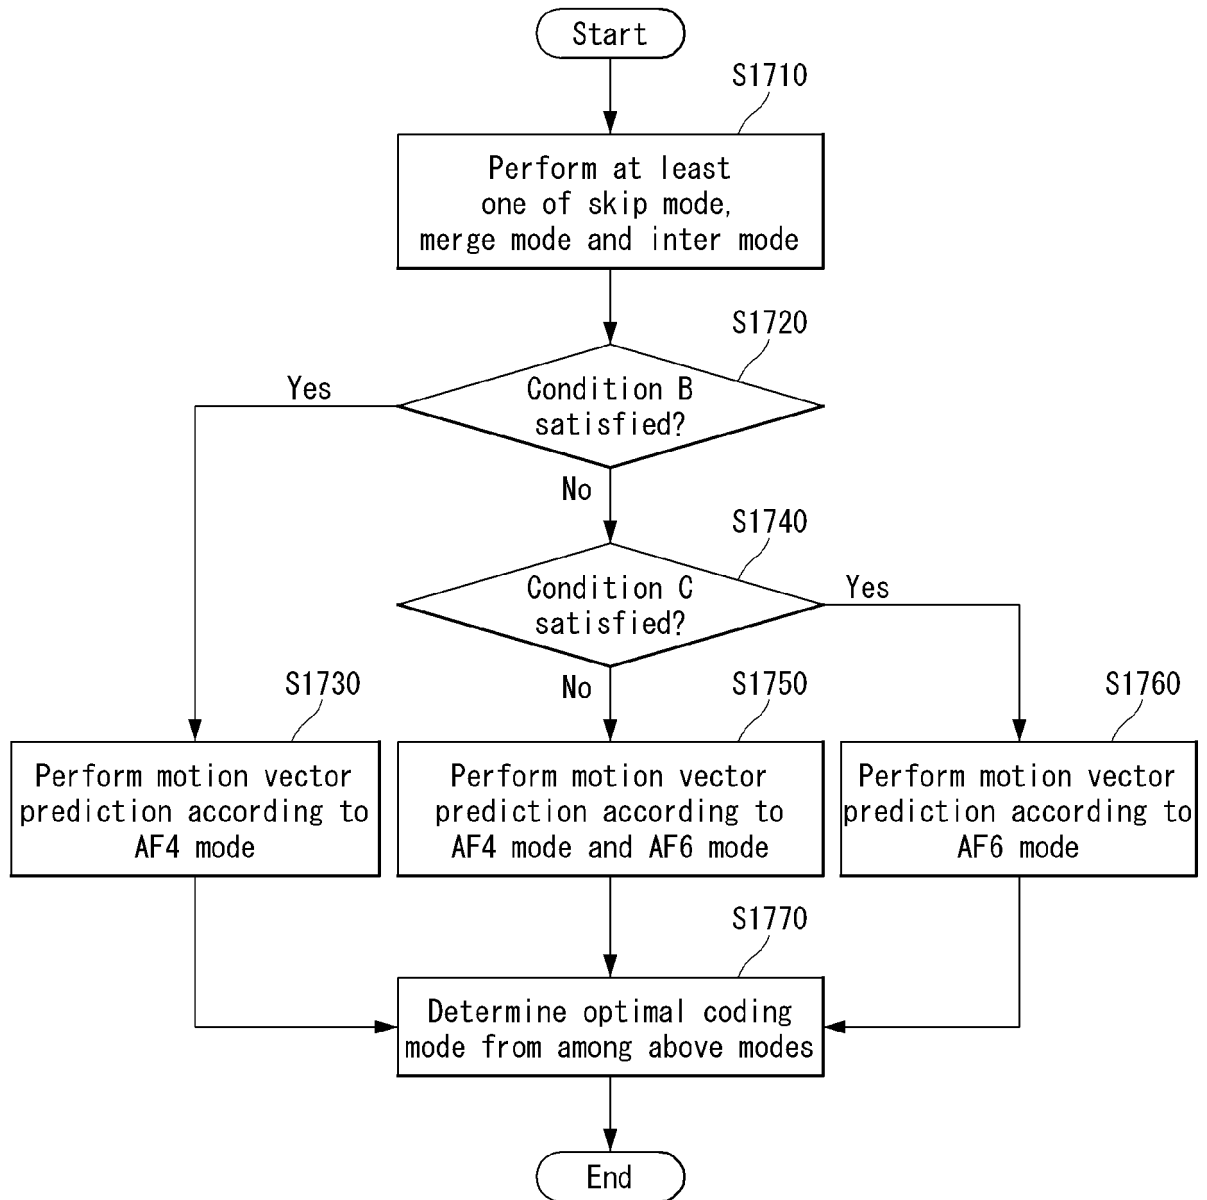 Start
S1710
Perform at least
one of skip mode,
merge mode and inter mode
S1720
Condition B
satisfied?
Yes
No
S1740
Condition C
satisfied?
Yes
No
S1730
Perform motion vector
prediction according to
AF4 mode
S1750
Perform motion vector
prediction according to
AF4 mode and AF6 mode
S1760
Perform motion vector
prediction according to
AF6 mode
S1770
Determine optimal coding
mode from among above modes
End